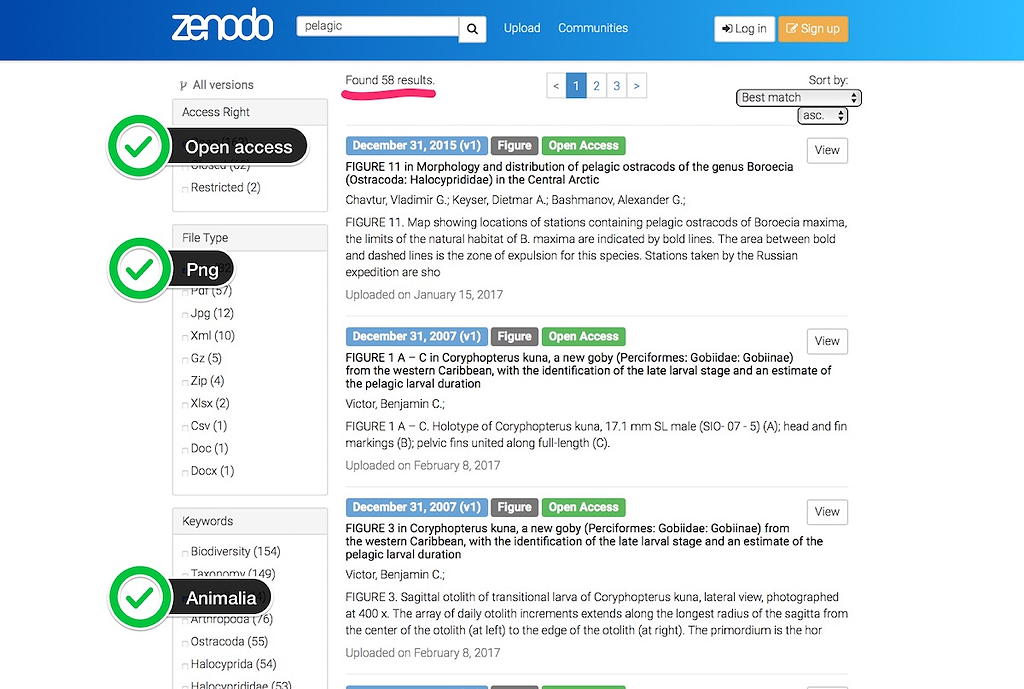 zenodo
pelagic
Upload
Communities
Log in
Sign up
All versions
Access Right
Open access
Restricted (2)
File Type
Png
Pdf (57)
Jpg (12)
Xml (10)
Gz (5)
Zip (4)
Xlsx (2)
Csv (1)
Doc (1)
Docx (1)
Keywords
Biodiversity (154)
Taxonomy (149)
Animalia
Arthropoda (76)
Ostracoda (55)
Halocyprida (54)
Halocyprididae (53)
Found 58 results.
< 1 2 3 >
Sort by:
Best match
asc.
December 31, 2015 (v1) Figure Open Access
View
FIGURE 11 in Morphology and distribution of pelagic ostracods of the genus Boroecia
(Ostracoda: Halocyprididae) in the Central Arctic
Chavtur, Vladimir G.; Keyser, Dietmar A.; Bashmanov, Alexander G.;
FIGURE 11. Map showing locations of stations containing pelagic ostracods of Boroecia maxima,
the limits of the natural habitat of B. maxima are indicated by bold lines. The area between bold
and dashed lines is the zone of expulsion for this species. Stations taken by the Russian
expedition are sho
Uploaded on January 15, 2017
December 31, 2007 (v1) Figure Open Access
View
FIGURE 1 A – C in Coryphopterus kuna, a new goby (Perciformes: Gobiidae: Gobiinae)
from the western Caribbean, with the identification of the late larval stage and an estimate of
the pelagic larval duration
Victor, Benjamin C.;
FIGURE 1 A – C. Holotype of Coryphopterus kuna, 17.1 mm SL male (SIO- 07 - 5) (A); head and fin
markings (B); pelvic fins united along full-length (C).
Uploaded on February 8, 2017
December 31, 2007 (v1) Figure Open Access
View
FIGURE 3 in Coryphopterus kuna, a new goby (Perciformes: Gobiidae: Gobiinae) from
the western Caribbean, with the identification of the late larval stage and an estimate of the
pelagic larval duration
Victor, Benjamin C.;
FIGURE 3. Sagittal otolith of transitional larva of Coryphopterus kuna, lateral view, photographed
at 400 x. The array of daily otolith increments extends along the longest radius of the sagitta from
the center of the otolith (at left) to the edge of the otolith (at right). The primordium is the hor
Uploaded on February 8, 2017